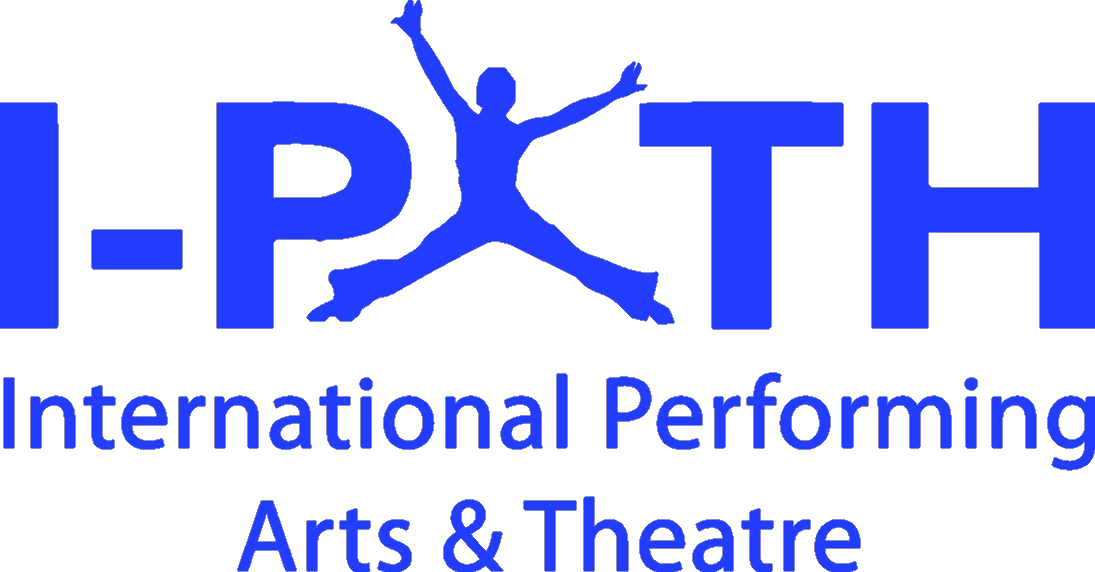 I-PATH
International Performing
Arts & Theatre